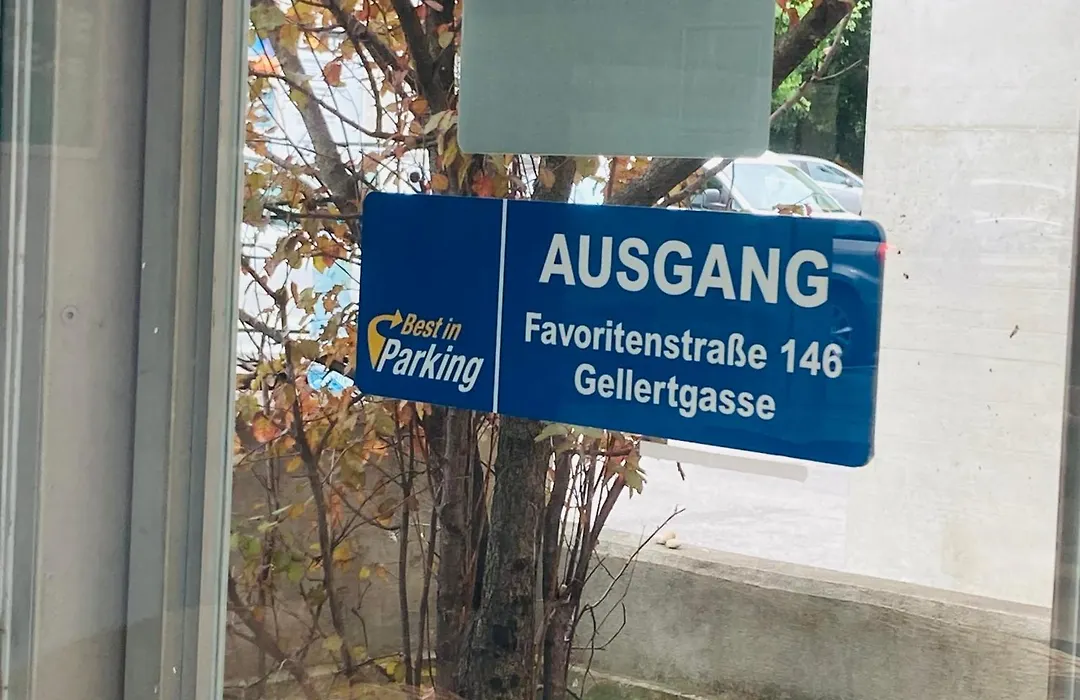 Best in
Parking
AUSGANG
Favoritenstraße 146
Gellertgasse